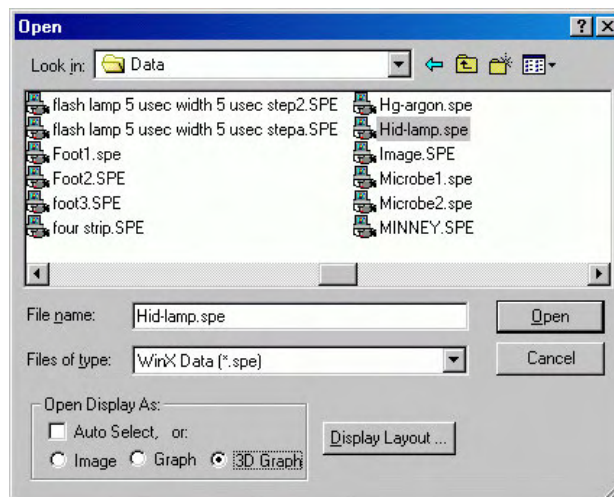 Open
Look in: Data
flash lamp 5 usec width 5 usec step2.SPE
flash lamp 5 usec width 5 usec stepa.SPE
Foot1.spe
Foot2.SPE
foot3.SPE
four strip.SPE
Hg-argon.spe
Hid-lamp.spe
Image.SPE
Microbe1.spe
Microbe2.spe
MINNEY.SPE
File name: Hid-lamp.spe Open
Files of type: WinX Data (*.spe) Cancel
Open Display As:
Auto Select, or:
Image Graph 3D Graph
Display Layout ...